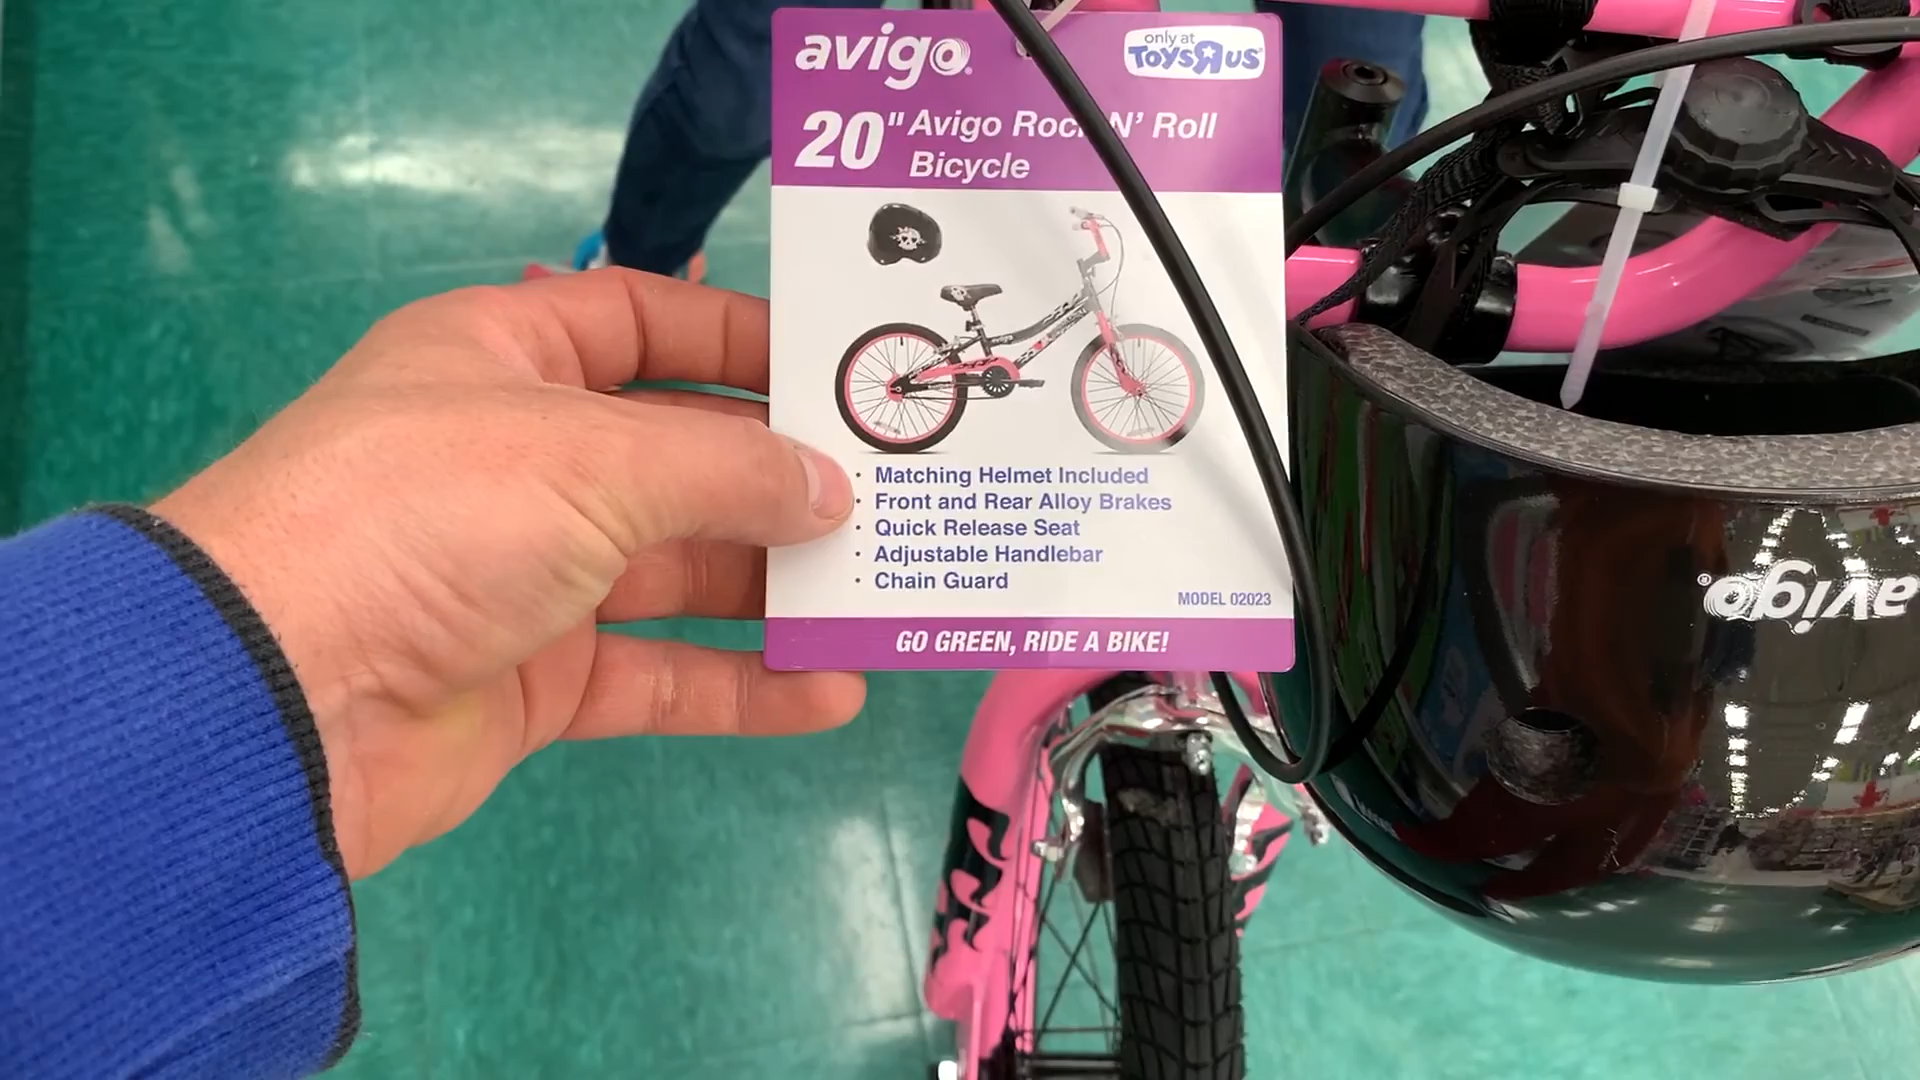 avigo®
only at
TOYSЯUS
20" Avigo Roc N' Roll
Bicycle
Matching Helmet Included
Front and Rear Alloy Brakes
Quick Release Seat
Adjustable Handlebar
Chain Guard
MODEL 02023
GO GREEN, RIDE A BIKE!
avigo®